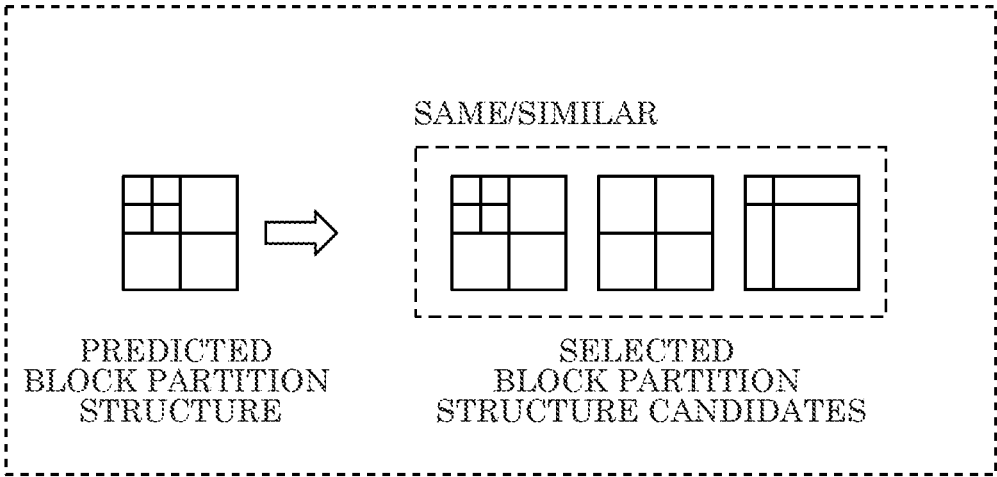 SAME/SIMILAR
PREDICTED
BLOCK PARTITION
STRUCTURE
SELECTED
BLOCK PARTITION
STRUCTURE CANDIDATES